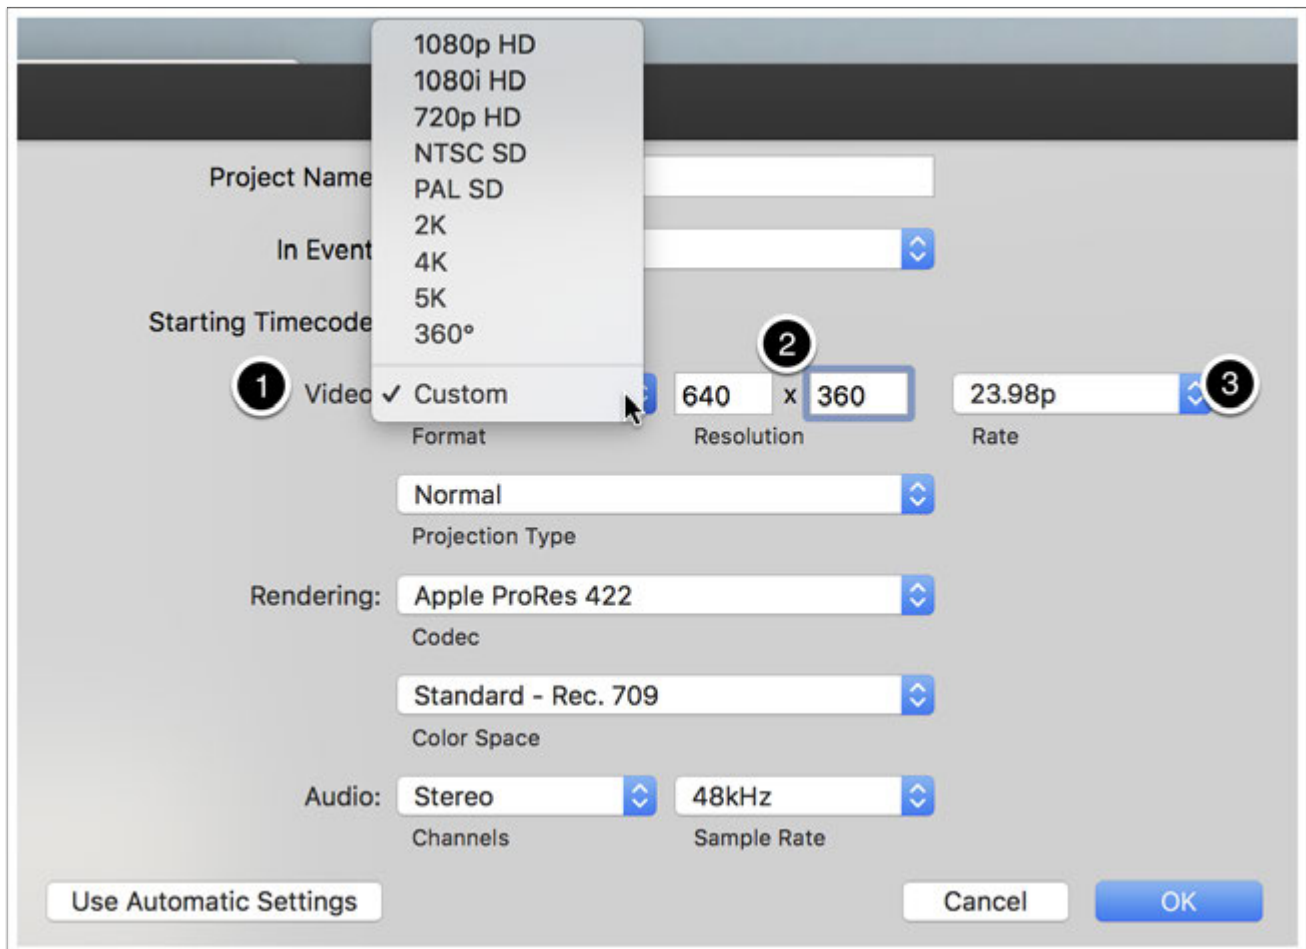 1080p HD
1080i HD
720p HD
NTSC SD
PAL SD
2K
4K
5K
360°
Project Name
In Event
Starting Timecode
2
1 Video ✓ Custom 640 x 360 23.98p 3
Format Resolution Rate
Normal
Projection Type
Rendering: Apple ProRes 422
Codec
Standard - Rec. 709
Color Space
Audio: Stereo 48kHz
Channels Sample Rate
Use Automatic Settings Cancel OK